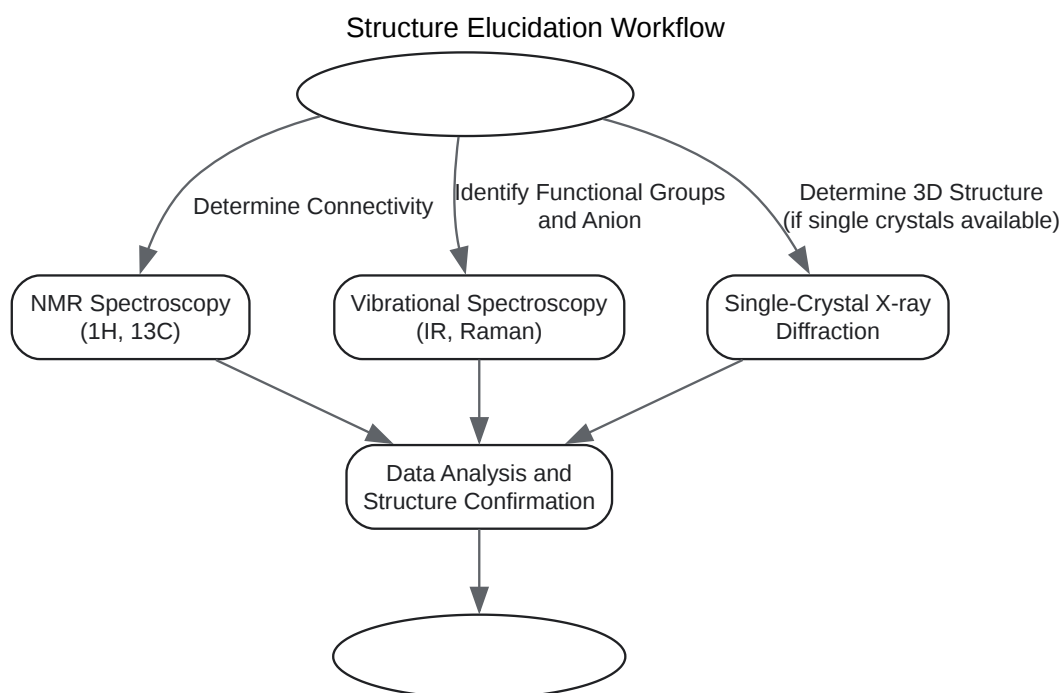 Structure Elucidation Workflow
Determine Connectivity
Identify Functional Groups
and Anion
Determine 3D Structure
(if single crystals available)
NMR Spectroscopy
(1H, 13C)
Vibrational Spectroscopy
(IR, Raman)
Single-Crystal X-ray
Diffraction
Data Analysis and
Structure Confirmation